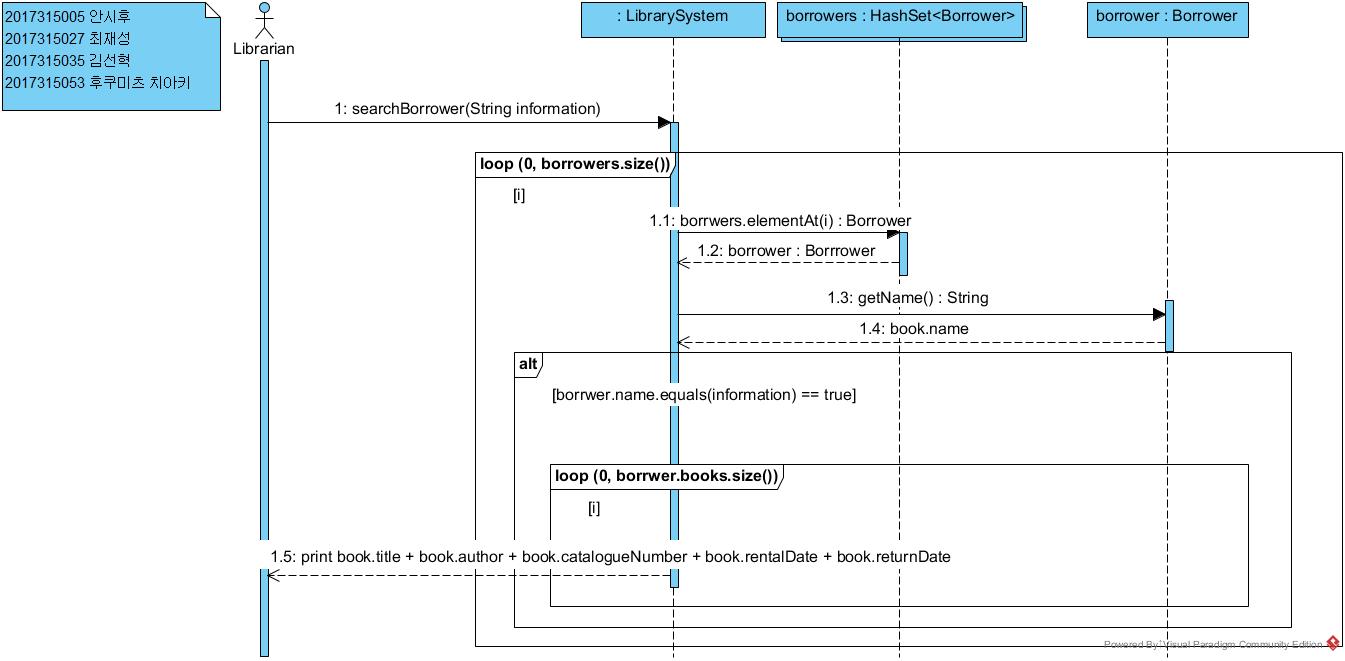 2017315005 안시후
2017315027 최재성
2017315035 김선혁
2017315053 후쿠미츠 치아키
Librarian
: LibrarySystem
borrowers : HashSet<Borrower>
borrower : Borrower
1: searchBorrower(String information)
loop (0, borrowers.size())
[i]
1.1: borrwers.elementAt(i) : Borrower
1.2: borrower : Borrrower
1.3: getName() : String
1.4: book.name
alt
[borrwer.name.equals(information) == true]
loop (0, borrwer.books.size())
[i]
1.5: print book.title + book.author + book.catalogueNumber + book.rentalDate + book.returnDate
Powered By Visual Paradigm Community Edition